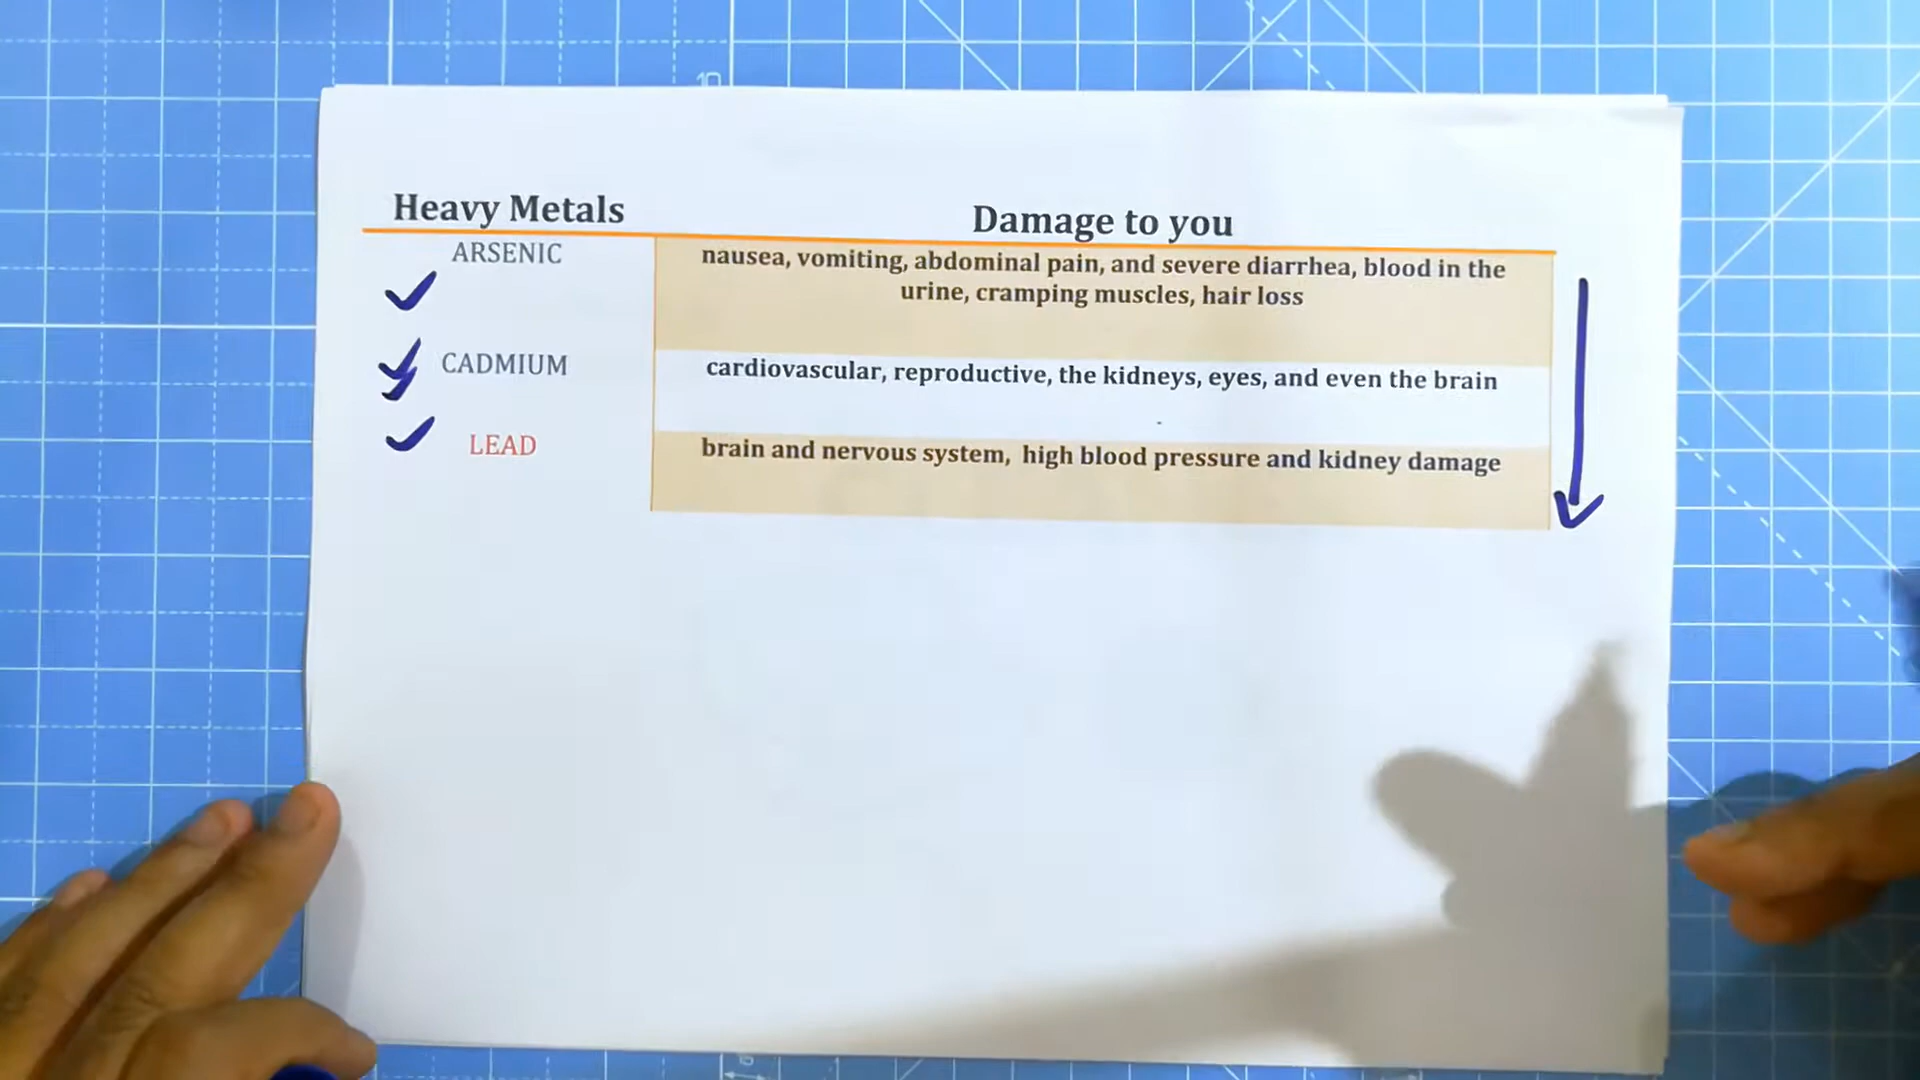 10
Heavy Metals
Damage to you
ARSENIC
nausea, vomiting, abdominal pain, and severe diarrhea, blood in the
urine, cramping muscles, hair loss
CADMIUM
cardiovascular, reproductive, the kidneys, eyes, and even the brain
LEAD
brain and nervous system, high blood pressure and kidney damage